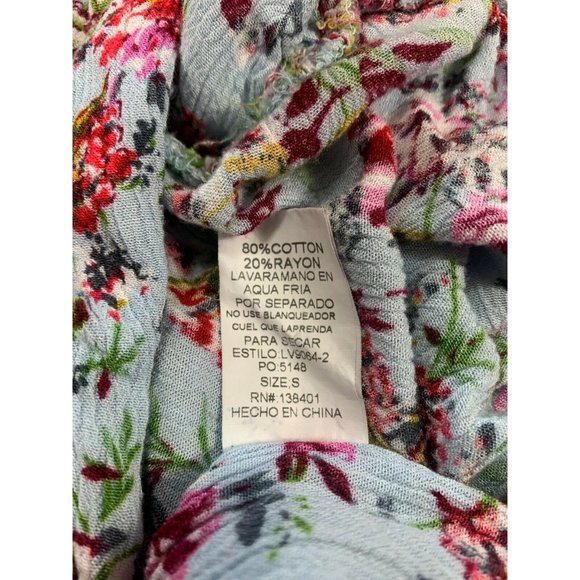 80%COTTON
20%RAYON
LAVARAMANO EN
AQUA FRIA
POR SEPARADO
NO USE BLANQUEADOR
CUEL QUE LAPRENDA
PARA SECAR
ESTILO:LV9064-2
PO:5148
SIZE;S
RN#:138401
HECHO EN CHINA